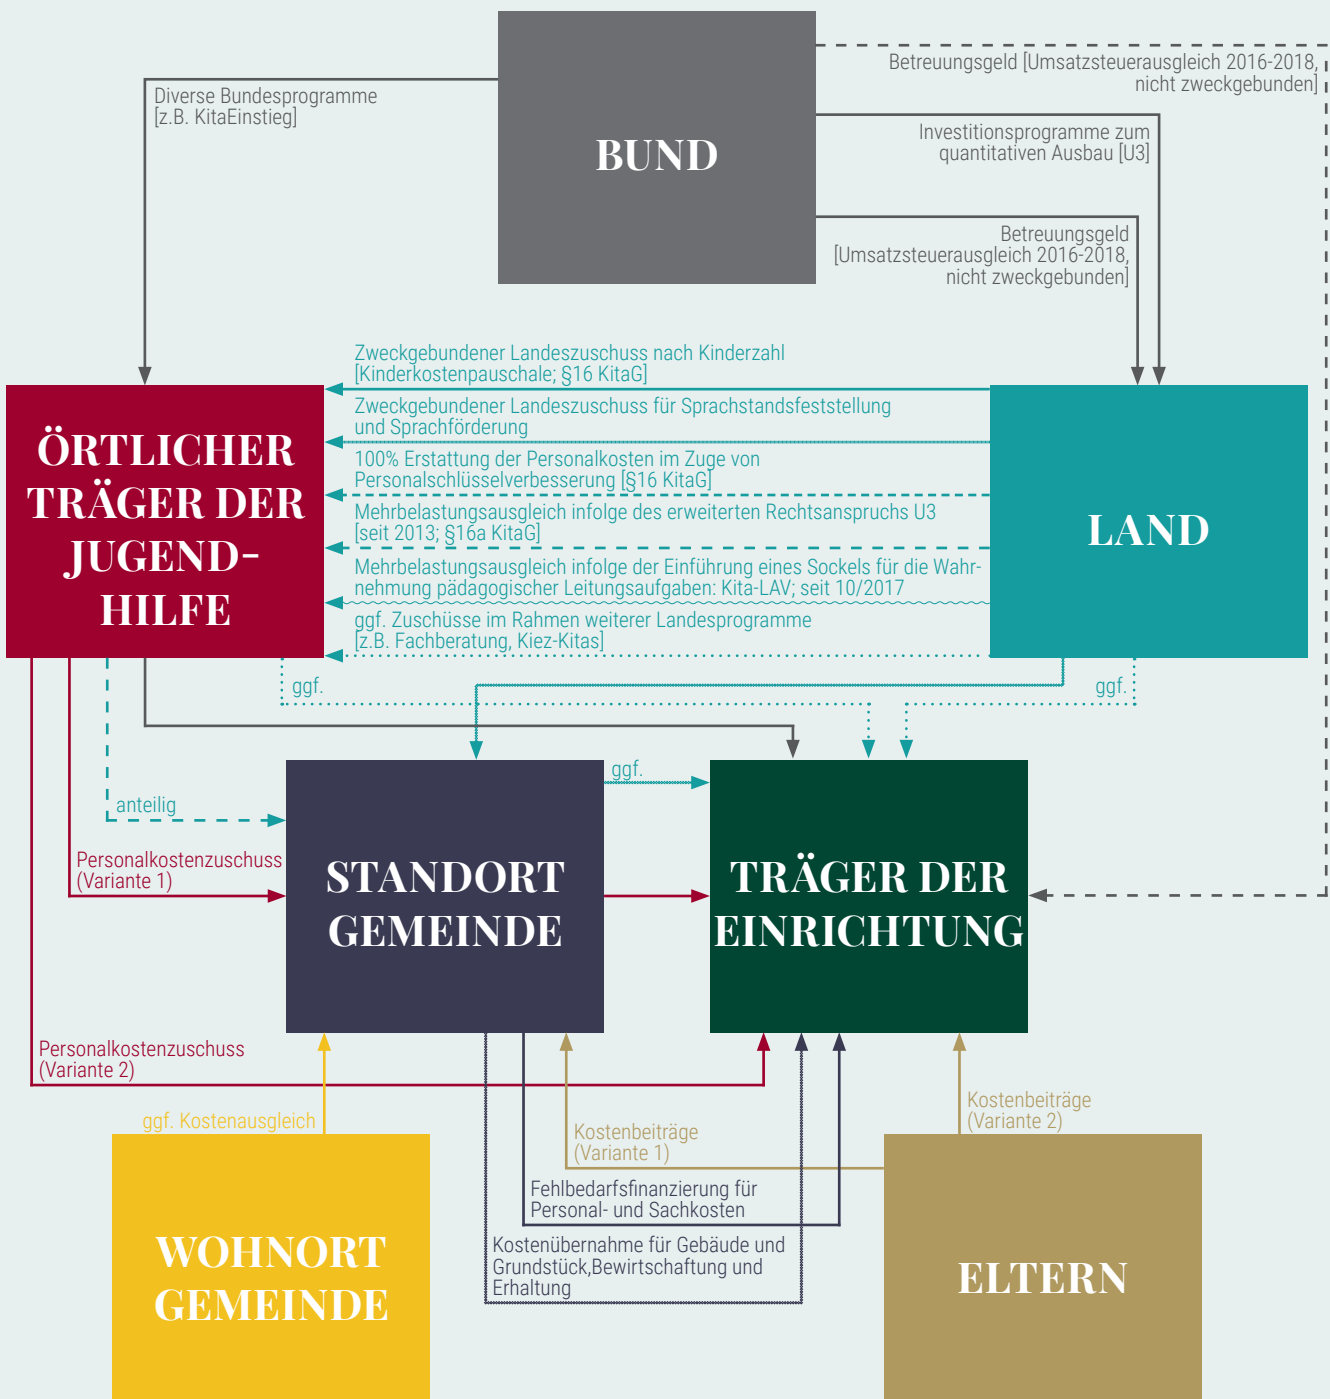 BUND
Betreuungsgeld [Umsatzsteuerausgleich 2016-2018,
nicht zweckgebunden]
Diverse Bundesprogramme
[z.B. KitaEinstieg]
Investitionsprogramme zum
quantitativen Ausbau [U3]
Betreuungsgeld
[Umsatzsteuerausgleich 2016-2018,
nicht zweckgebunden]
ÖRTLICHER
TRÄGER DER
JUGEND-
HILFE
Zweckgebundener Landeszuschuss nach Kinderzahl
[Kinderkostenpauschale; §16 KitaG]
Zweckgebundener Landeszuschuss für Sprachstandsfeststellung
und Sprachförderung
100% Erstattung der Personalkosten im Zuge von
Personalschlüsselverbesserung [§16 KitaG]
Mehrbelastungsausgleich infolge des erweiterten Rechtsanspruchs U3
[seit 2013; §16a KitaG]
Mehrbelastungsausgleich infolge der Einführung eines Sockels für die Wahr-
nehmung pädagogischer Leitungsaufgaben: Kita-LAV; seit 10/2017
ggf. Zuschüsse im Rahmen weiterer Landesprogramme
[z.B. Fachberatung, Kiez-Kitas]
LAND
ggf.
ggf.
ggf.
anteilig
Personalkostenzuschuss
(Variante 1)
STANDORT
GEMEINDE
TRÄGER DER
EINRICHTUNG
Personalkostenzuschuss
(Variante 2)
ggf. Kostenausgleich
Kostenbeiträge
(Variante 1)
Kostenbeiträge
(Variante 2)
Fehlbedarfsfinanzierung für
Personal- und Sachkosten
Kostenübernahme für Gebäude und
Grundstück,Bewirtschaftung und
Erhaltung
WOHNORT
GEMEINDE
ELTERN